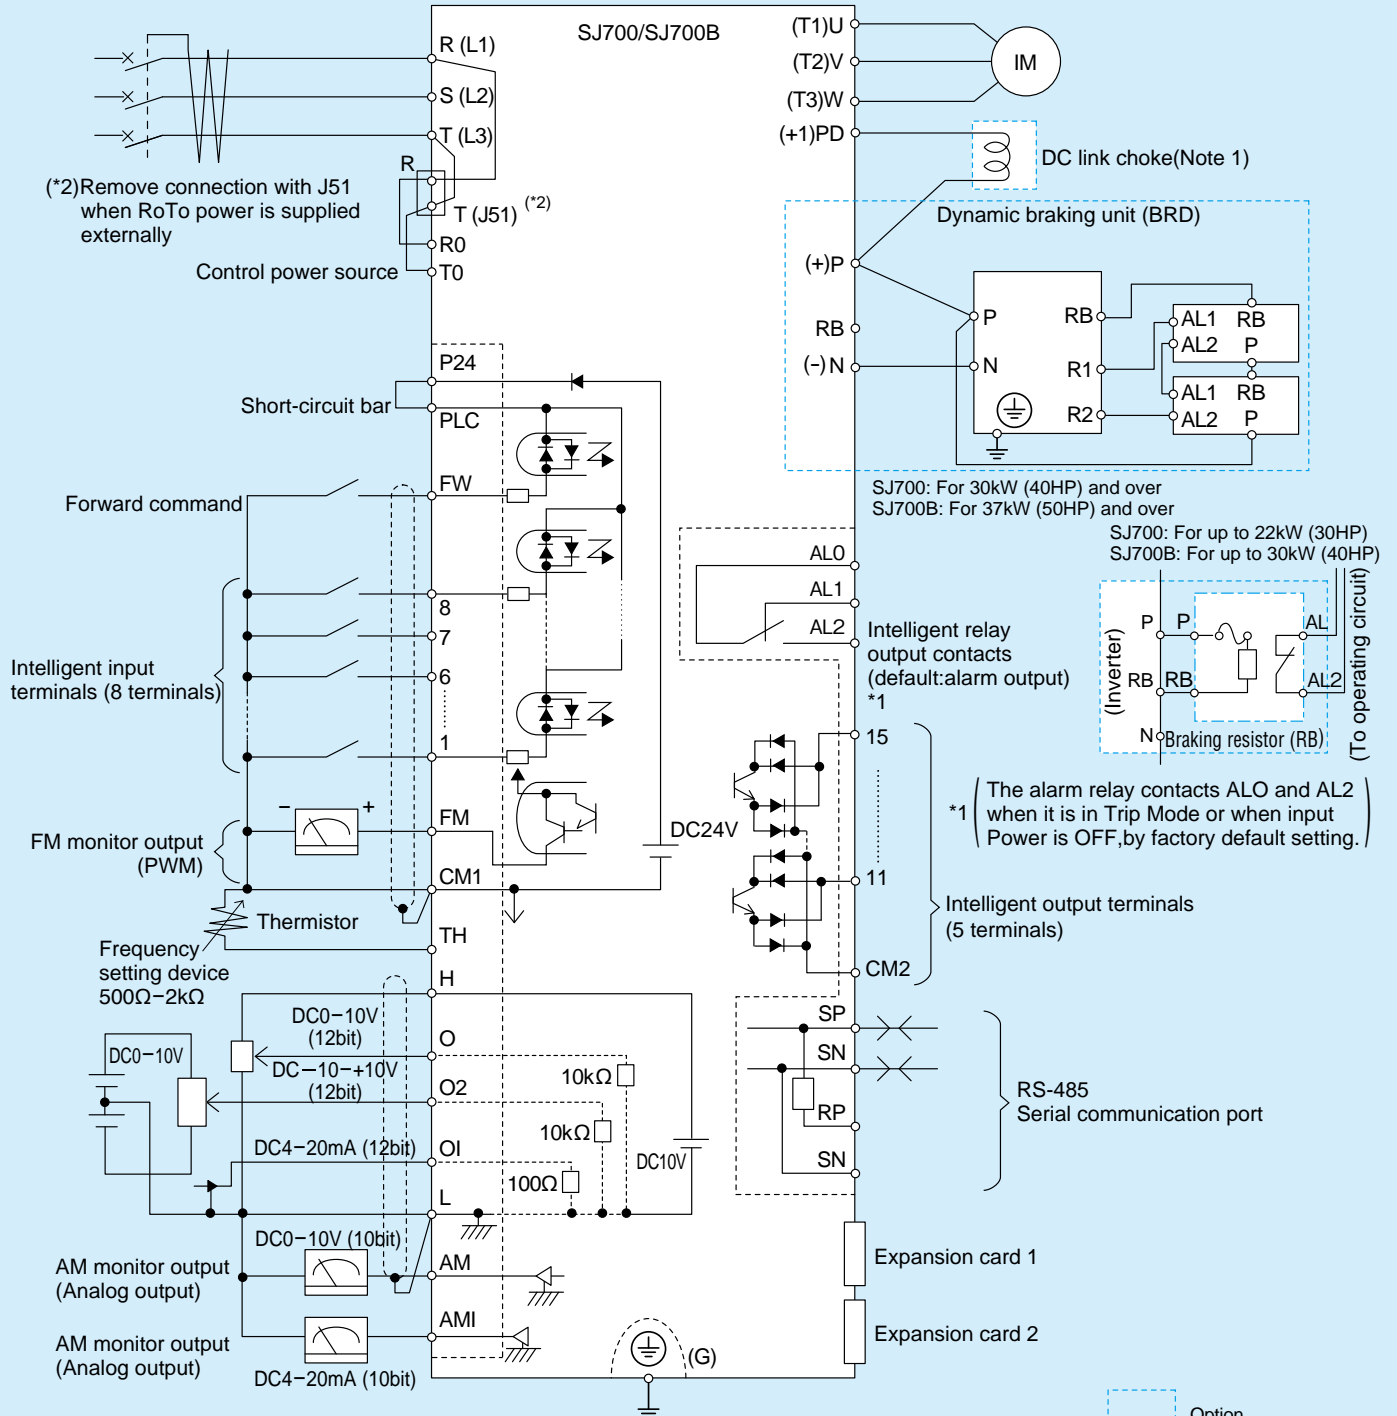 SJ700/SJ700B
R (L1)
S (L2)
T (L3)
R
T (J51) (*2)
R0
T0
(*2)Remove connection with J51
when RoTo power is supplied
externally
Control power source
(T1)U
(T2)V
(T3)W
(+1)PD
IM
DC link choke(Note 1)
Dynamic braking unit (BRD)
(+)P
RB
(−)N
P
N
RB
R1
R2
AL1 RB
AL2 P
AL1 RB
AL2 P
SJ700: For 30kW (40HP) and over
SJ700B: For 37kW (50HP) and over
SJ700: For up to 22kW (30HP)
SJ700B: For up to 30kW (40HP)
(Inverter)
P
RB
N
P
RB
AL
AL2
Braking resistor (RB)
(To operating circuit)
P24
Short-circuit bar
PLC
Forward command
FW
8
7
6
1
Intelligent input
terminals (8 terminals)
− +
FM monitor output
(PWM)
FM
CM1
DC24V
Thermistor
TH
Frequency
setting device
500Ω−2kΩ
H
DC0−10V
(12bit)
O
DC0−10V
DC−10−+10V
(12bit)
O2
DC4−20mA (12bit)
OI
10kΩ
10kΩ
100Ω
DC10V
L
DC0−10V (10bit)
AM monitor output
(Analog output)
AM
AM monitor output
(Analog output)
AMI
DC4−20mA (10bit)
(G)
AL0
AL1
AL2
Intelligent relay
output contacts
(default:alarm output)
*1
15
11
CM2
Intelligent output terminals
(5 terminals)
*1 The alarm relay contacts ALO and AL2
when it is in Trip Mode or when input
Power is OFF,by factory default setting.
SP
SN
RP
SN
RS-485
Serial communication port
Expansion card 1
Expansion card 2
Option